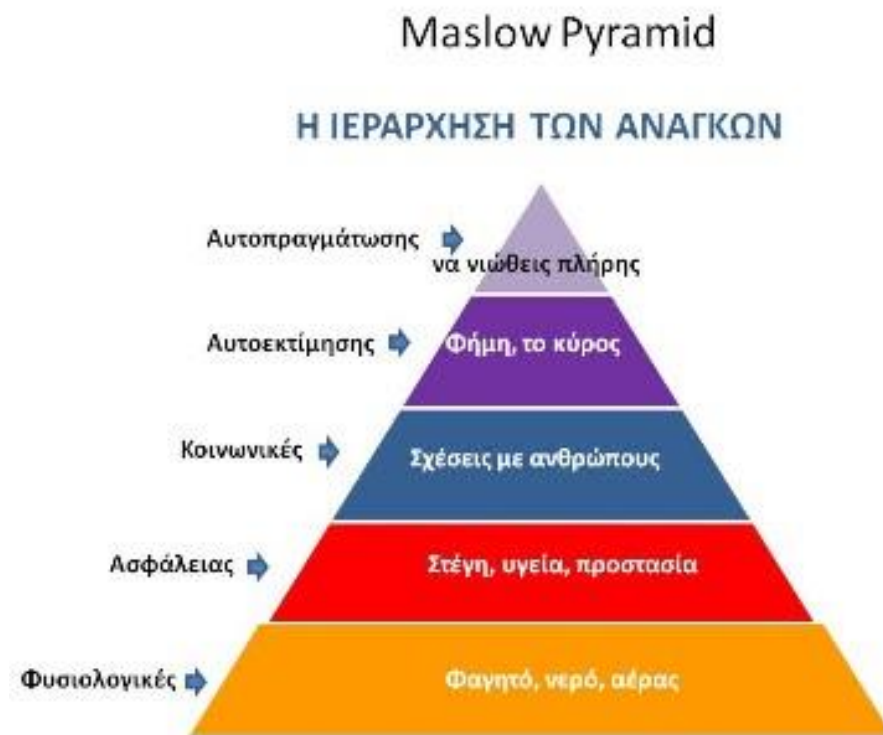 Maslow Pyramid
Η ΙΕΡΑΡΧΗΣΗ ΤΩΝ ΑΝΑΓΚΩΝ
Αυτοπραγμάτωσης
να νιώθεις πλήρης
Αυτοεκτίμησης
Φήμη, το κύρος
Κοινωνικές
Σχέσεις με ανθρώπους
Ασφάλειας
Στέγη, υγεία, προστασία
Φυσιολογικές
Φαγητό, νερό, αέρας